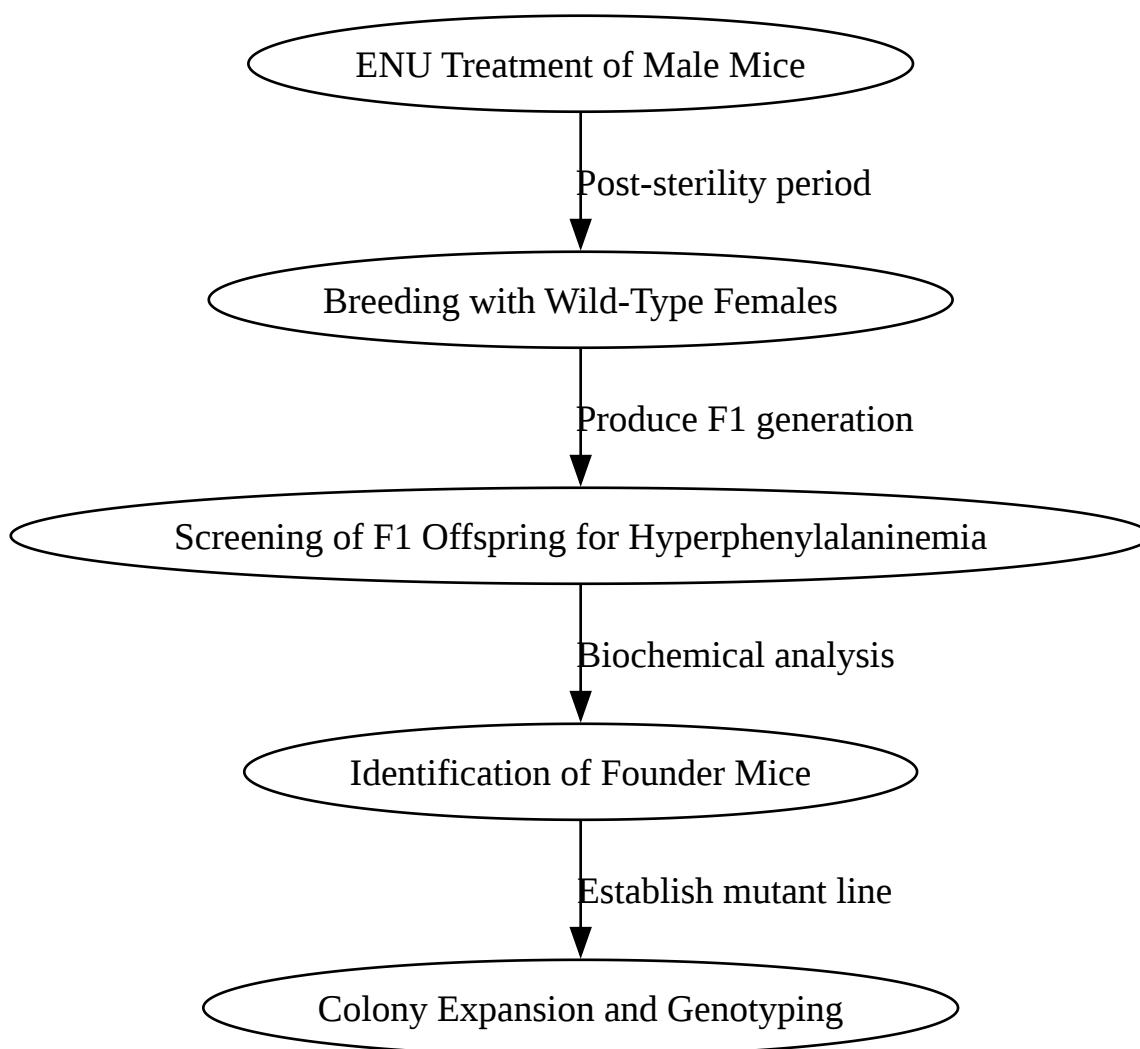 ENU Treatment of Male Mice
Post-sterility period
Breeding with Wild-Type Females
Produce F1 generation
Screening of F1 Offspring for Hyperphenylalaninemia
Biochemical analysis
Identification of Founder Mice
Establish mutant line
Colony Expansion and Genotyping